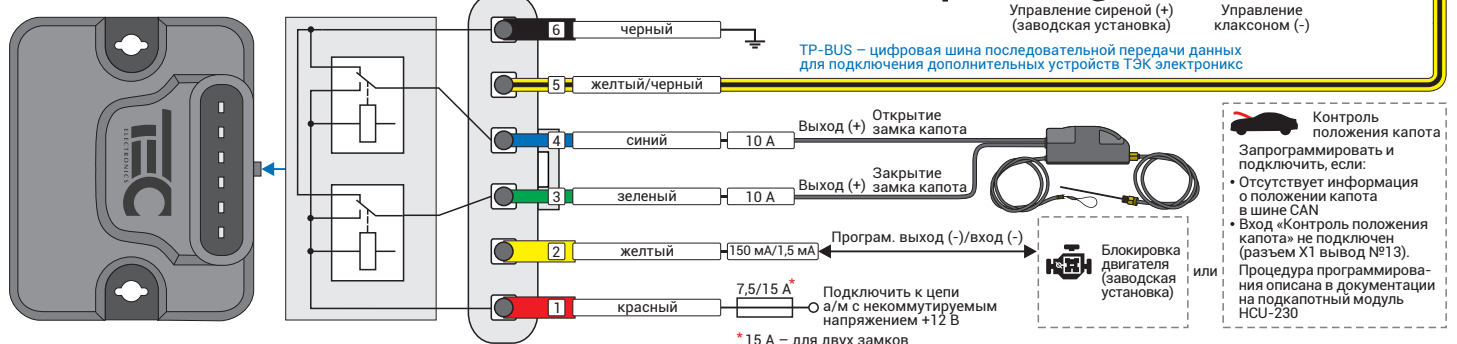 Управление сиреной (+)
(заводская установка)
Управление
клаксоном (-)
TP-BUS – цифровая шина последовательной передачи данных
для подключения дополнительных устройств ТЭК электроникс
TEC
ELECTRONICS
6 черный
5 желтый/черный
4 синий 10 А Выход (+) Открытие
замка капота
3 зеленый 10 А Выход (+) Закрытие
замка капота
2 желтый 150 мА/1,5 мА Програм. выход (-)/вход (-)
1 красный 7,5/15 А*
Подключить к цепи
а/м с некоммутируемым
напряжением +12 В
* 15 А – для двух замков
Блокировка
двигателя
(заводская
установка)
или
Контроль
положения капота
Запрограммировать и
подключить, если:
• Отсутствует информация
о положении капота
в шине CAN
• Вход «Контроль положения
капота» не подключен
(разъем X1 вывод №13).
Процедура программирова-
ния описана в документации
на подкапотный модуль
HCU-230